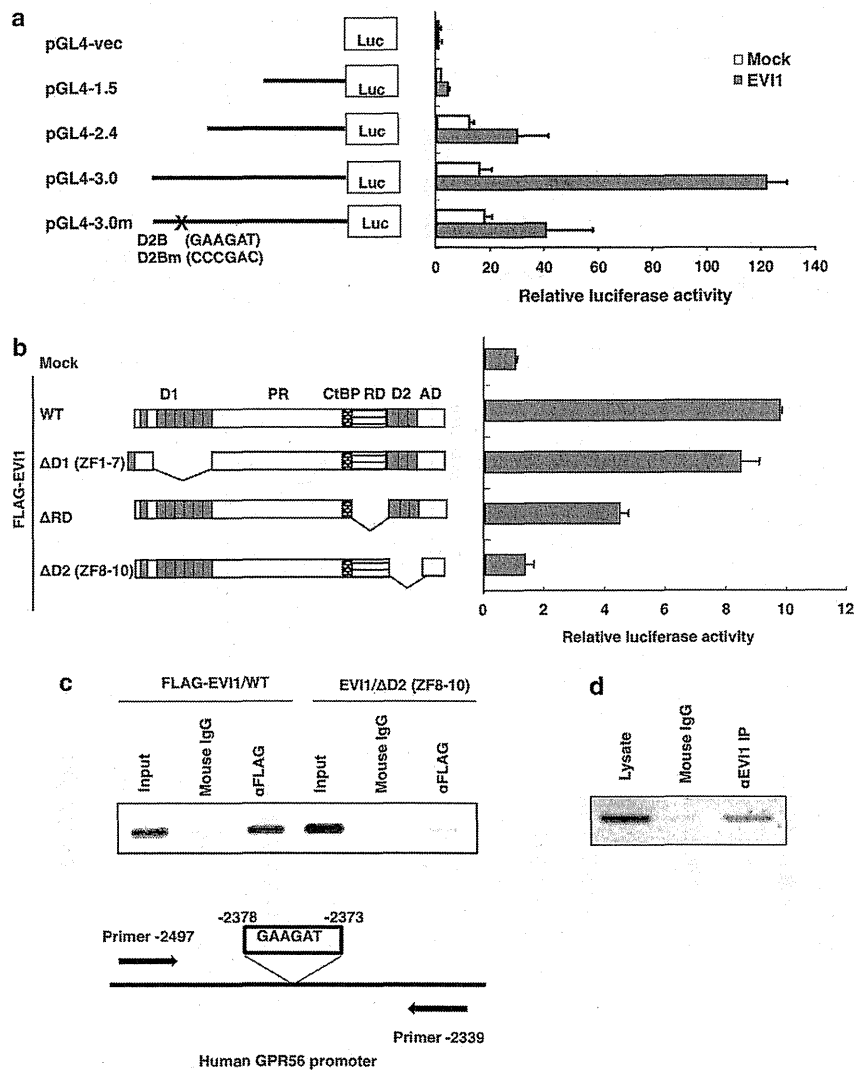 a
pGL4-vec
Luc
pGL4-1.5
Luc
pGL4-2.4
Luc
pGL4-3.0
Luc
pGL4-3.0m
X
Luc
D2B (GAAGAT)
D2Bm (CCCGAC)
Mock
EVI1
0 20 40 60 80 100 120 140
Relative luciferase activity
b
Mock
FLAG-EVI1
D1 PR CtBP RD D2 AD
WT
ΔD1 (ZF1-7)
ΔRD
ΔD2 (ZF8-10)
0 2 4 6 8 10 12
Relative luciferase activity
c
FLAG-EVI1/WT EVI1/ΔD2 (ZF8-10)
Input Mouse IgG αFLAG Input Mouse IgG αFLAG
-2378 -2373
Primer -2497
GAAGAT
Primer -2339
Human GPR56 promoter
d
Lysate Mouse IgG αEVI1 IP